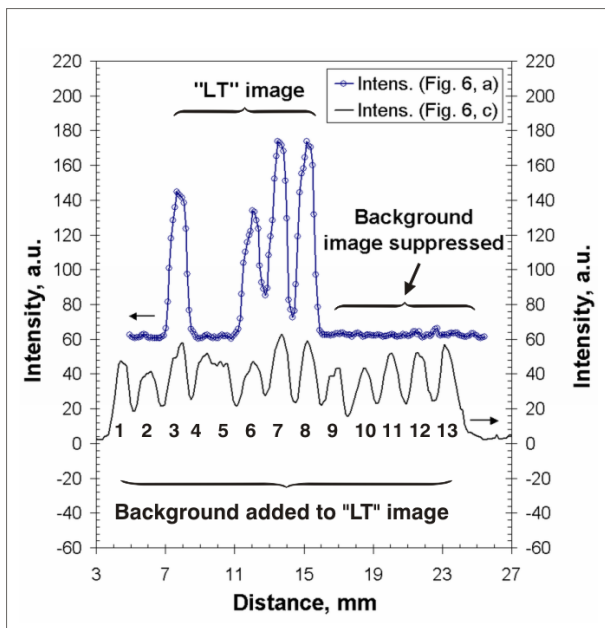 220
200
180
160
140
120
100
80
60
40
20
0
-20
-40
-60
Intensity, a.u.
"LT" image
Intens. (Fig. 6, a)
Intens. (Fig. 6, c)
Background
image suppressed
1 2 3 4 5 6 7 8 9 10 11 12 13
Background added to "LT" image
220
200
180
160
140
120
100
80
60
40
20
0
-20
-40
-60
Intensity, a.u.
3 7 11 15 19 23 27
Distance, mm